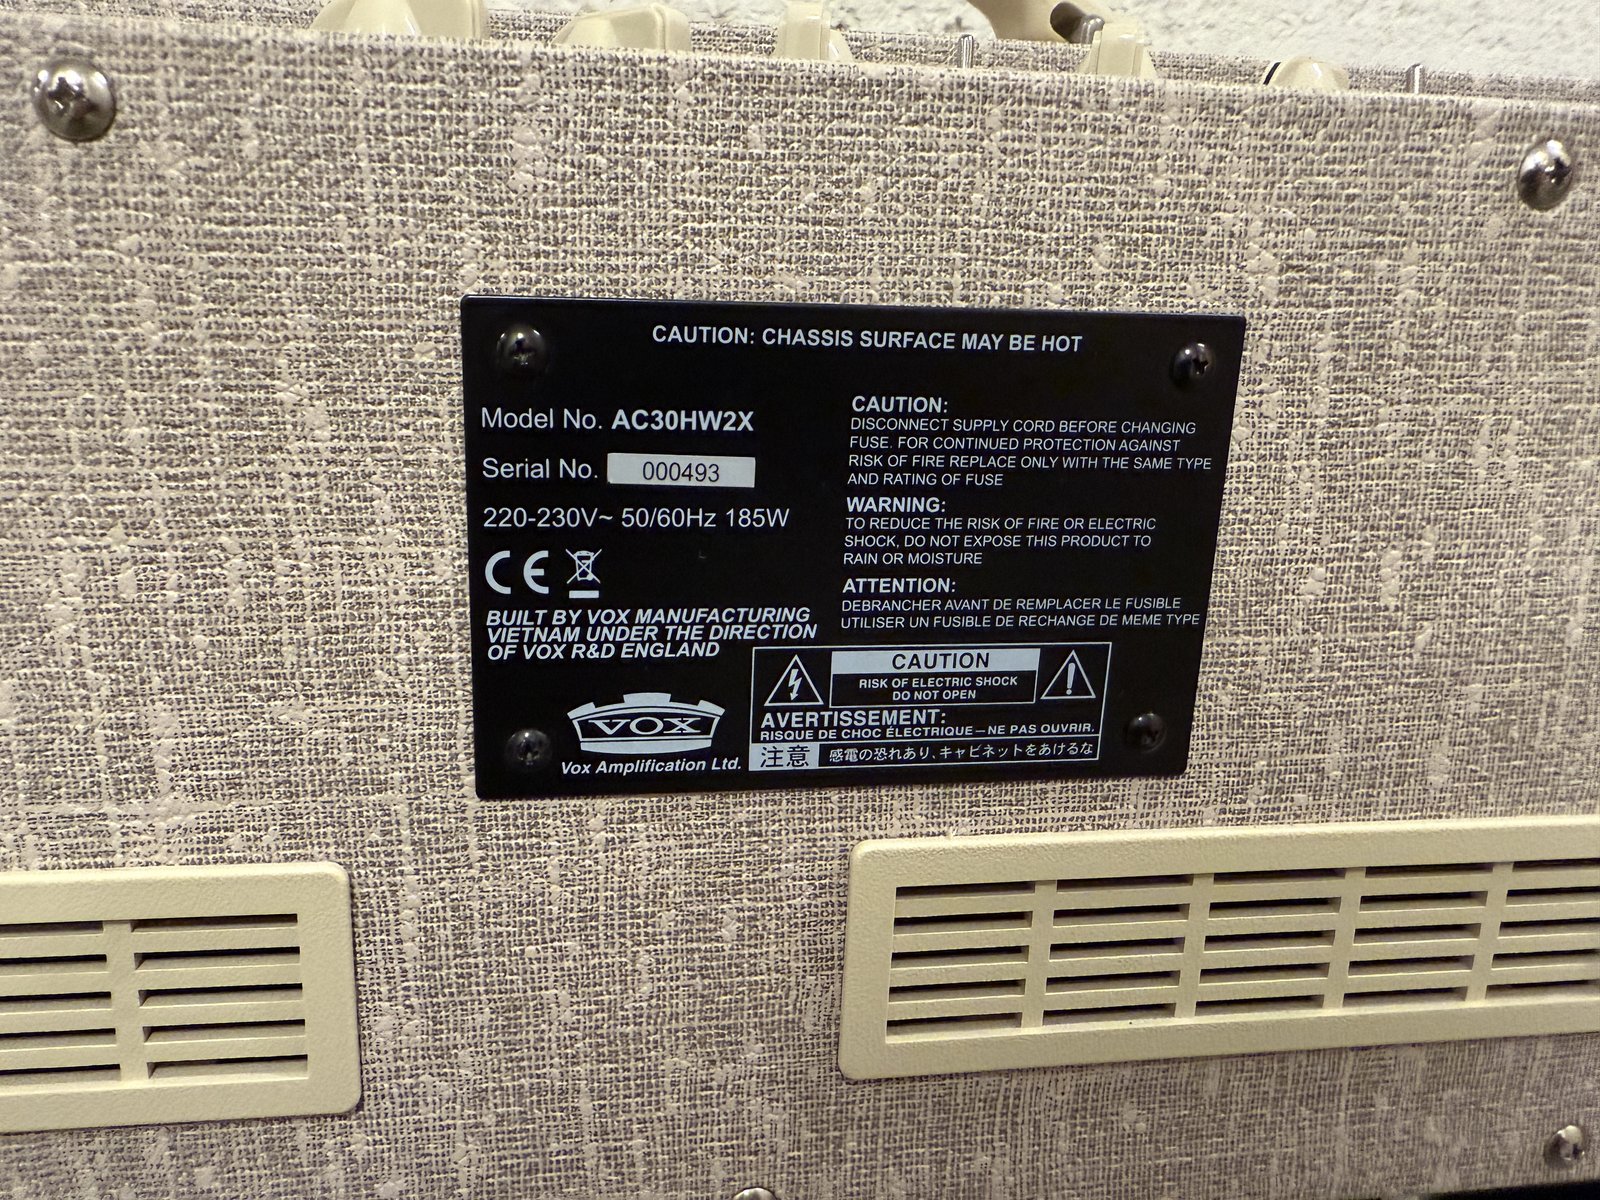 CAUTION: CHASSIS SURFACE MAY BE HOT
Model No. AC30HW2X
Serial No. 000493
220-230V~ 50/60Hz 185W
CE
BUILT BY VOX MANUFACTURING
VIETNAM UNDER THE DIRECTION
OF VOX R&D ENGLAND
VOX
Vox Amplification Ltd.
CAUTION:
DISCONNECT SUPPLY CORD BEFORE CHANGING
FUSE. FOR CONTINUED PROTECTION AGAINST
RISK OF FIRE REPLACE ONLY WITH THE SAME TYPE
AND RATING OF FUSE
WARNING:
TO REDUCE THE RISK OF FIRE OR ELECTRIC
SHOCK, DO NOT EXPOSE THIS PRODUCT TO
RAIN OR MOISTURE
ATTENTION:
DEBRANCHER AVANT DE REMPLACER LE FUSIBLE
UTILISER UN FUSIBLE DE RECHANGE DE MEME TYPE
CAUTION
RISK OF ELECTRIC SHOCK
DO NOT OPEN
AVERTISSEMENT:
RISQUE DE CHOC ÉLECTRIQUE—NE PAS OUVRIR.
注意 感電の恐れあり、キャビネットをあけるな